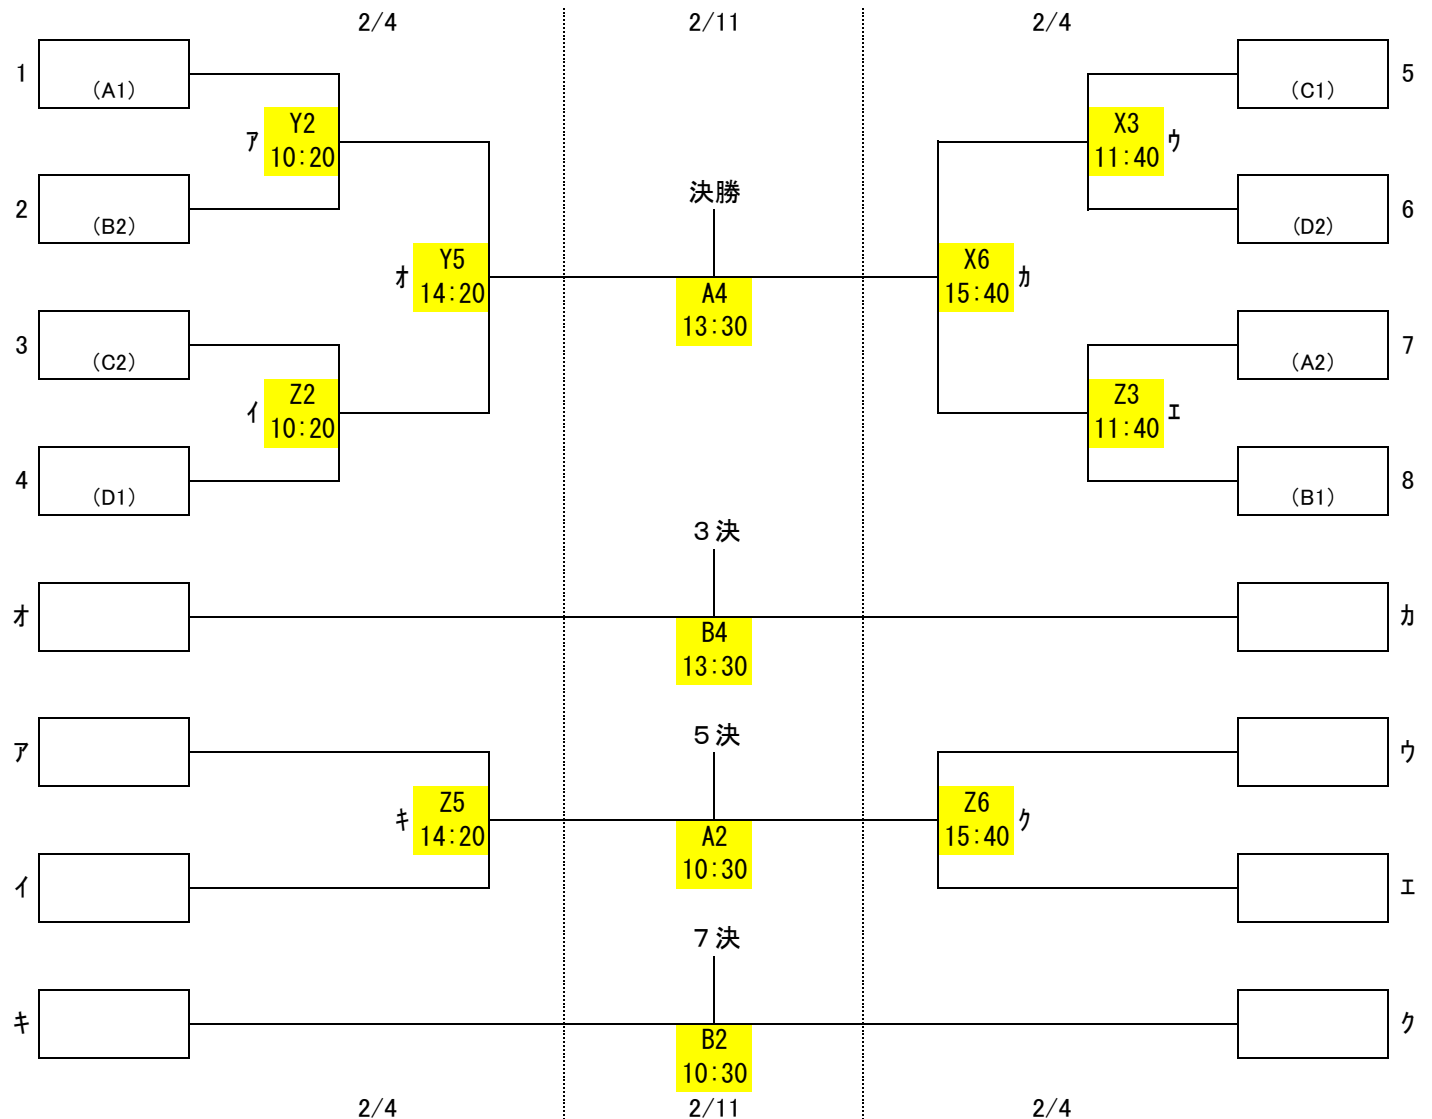 2/4 2/11 2/4
1 (A1) (C1) 5
ｱ Y2 X3 ｳ
10:20 11:40
2 (B2) 決勝 (D2) 6
ｵ Y5 X6 ｶ
14:20 A4 15:40
13:30
3 (C2) (A2) 7
ｲ Z2 Z3 ｴ
10:20 11:40
4 (D1) (B1) 8
３決
ｵ ｶ
B4
13:30
ｱ ５決 ｳ
ｷ Z5 Z6 ｸ
14:20 A2 15:40
10:30
ｲ ｴ
７決
ｷ ｸ
B2
10:30
2/4 2/11 2/4